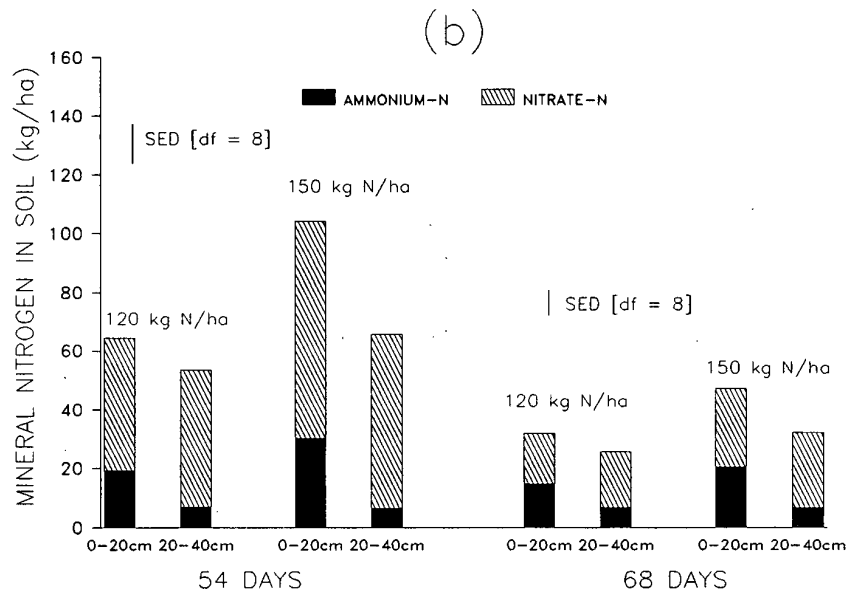 (b)
MINERAL NITROGEN IN SOIL (kg/ha)
160
140
120
100
80
60
40
20
0
AMMONIUM-N NITRATE-N
SED [df = 8]
150 kg N/ha
120 kg N/ha
SED [df = 8]
150 kg N/ha
120 kg N/ha
0-20cm 20-40cm 0-20cm 20-40cm 0-20cm 20-40cm 0-20cm 20-40cm
54 DAYS 68 DAYS